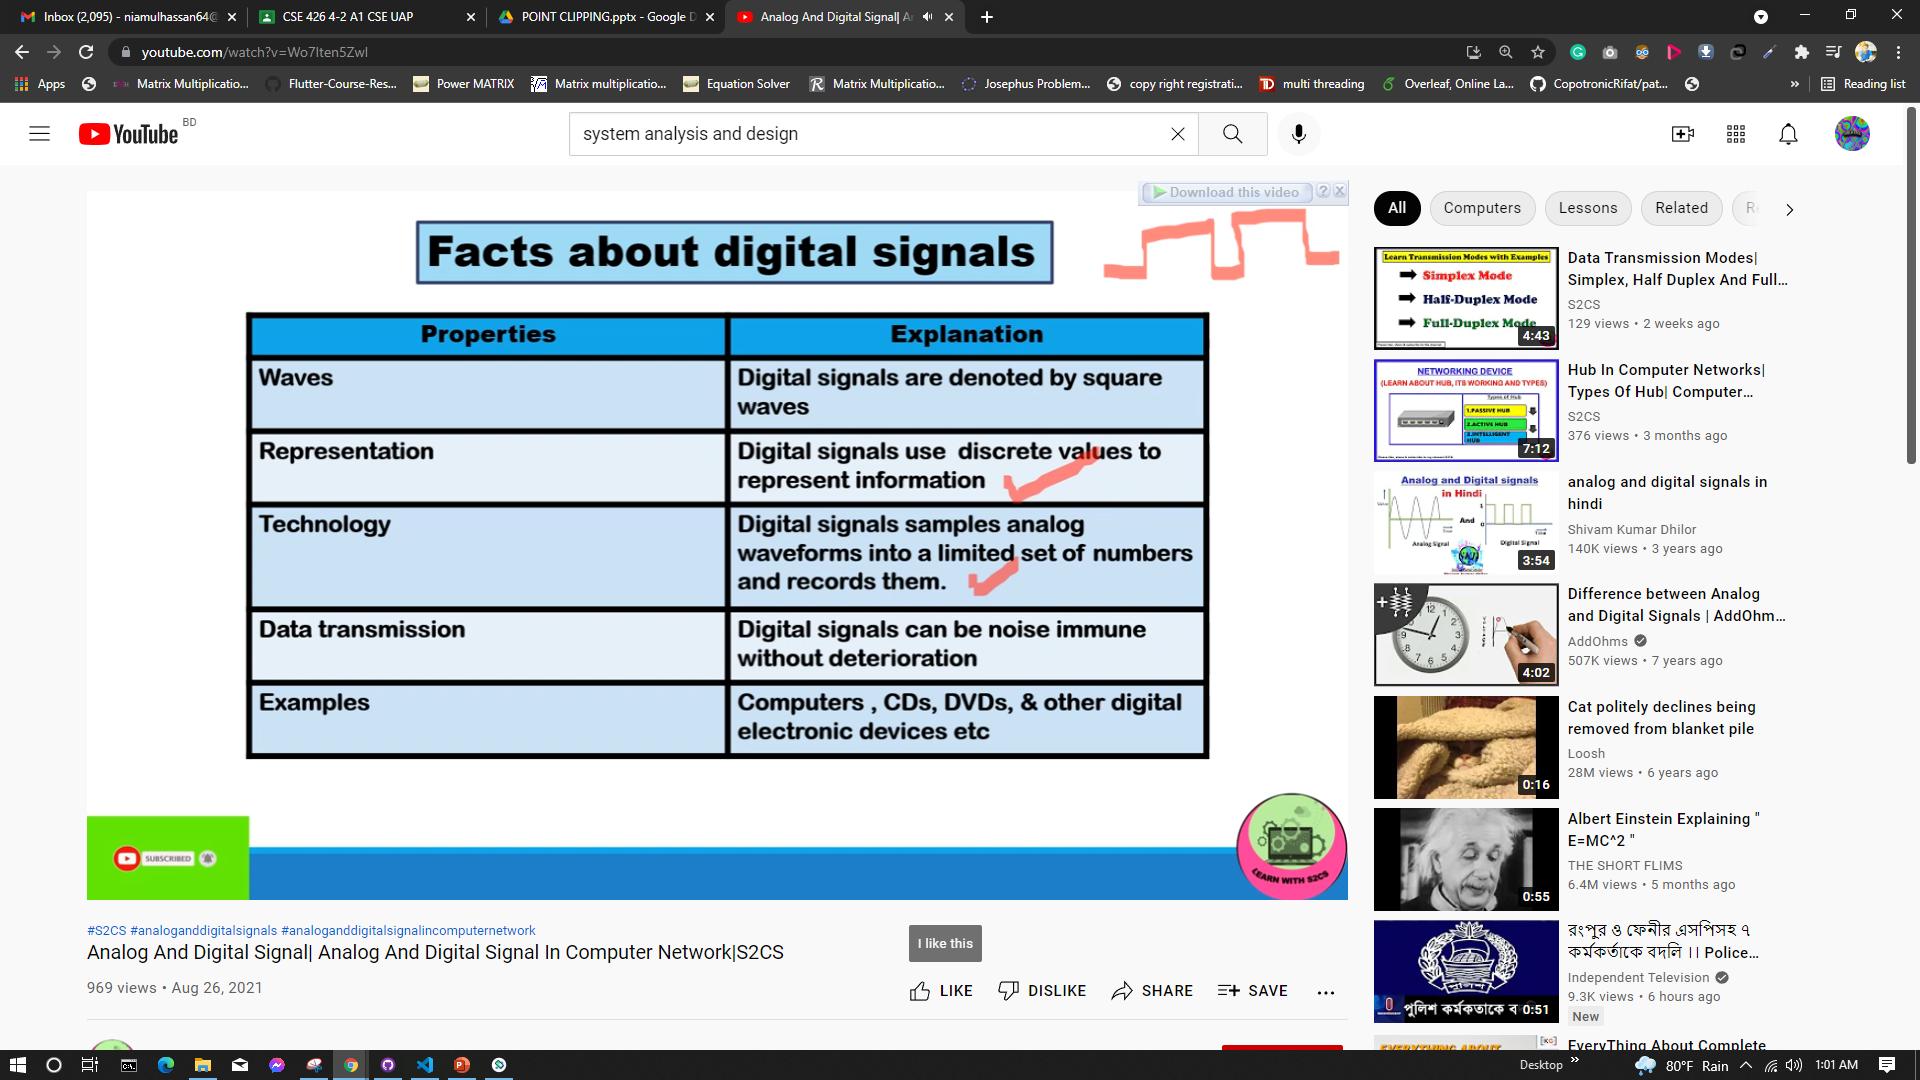 Inbox (2,095) - niamulhassan64@
CSE 426 4-2 A1 CSE UAP
POINT CLIPPING.pptx - Google D
Analog And Digital Signal| A
youtube.com/watch?v=Wo7Iten5ZwI
Apps
Matrix Multiplicatio...
Flutter-Course-Res...
Power MATRIX
Matrix multiplicatio...
Equation Solver
Matrix Multiplicatio...
Josephus Problem...
copy right registrati...
multi threading
Overleaf, Online La...
CopotronicRifat/pat...
Reading list
YouTube BD
system analysis and design
Download this video
Facts about digital signals
Properties
Explanation
Waves
Digital signals are denoted by square
waves
Representation
Digital signals use discrete values to
represent information
Technology
Digital signals samples analog
waveforms into a limited set of numbers
and records them.
Data transmission
Digital signals can be noise immune
without deterioration
Examples
Computers , CDs, DVDs, & other digital
electronic devices etc
SUBSCRIBED
LEARN WITH S2CS
#S2CS #analoganddigitalsignals #analoganddigitalsignalincomputernetwork
Analog And Digital Signal| Analog And Digital Signal In Computer Network|S2CS
969 views • Aug 26, 2021
I like this
LIKE
DISLIKE
SHARE
SAVE
All
Computers
Lessons
Related
Learn Transmission Modes with Examples
Simplex Mode
Half-Duplex Mode
Full-Duplex Mode
4:43
Data Transmission Modes|
Simplex, Half Duplex And Full...
S2CS
129 views • 2 weeks ago
NETWORKING DEVICE
(LEARN ABOUT HUB, ITS WORKING AND TYPES)
Types of Hub
1.PASSIVE HUB
2.ACTIVE HUB
3.INTELLIGENT
HUB
7:12
Hub In Computer Networks|
Types Of Hub| Computer...
S2CS
376 views • 3 months ago
Analog and Digital signals
in Hindi
And
Analog Signal
Digital Signal
3:54
analog and digital signals in
hindi
Shivam Kumar Dhilor
140K views • 3 years ago
4:02
Difference between Analog
and Digital Signals | AddOhm...
AddOhms
507K views • 7 years ago
0:16
Cat politely declines being
removed from blanket pile
Loosh
28M views • 6 years ago
0:55
Albert Einstein Explaining "
E=MC^2 "
THE SHORT FLIMS
6.4M views • 5 months ago
পুলিশ কর্মকতাকে ব
0:51
রংপুর ও ফেনীর এসপিসহ ৭
কর্মকর্তাকে বদলি ।। Police...
Independent Television
9.3K views • 6 hours ago
New
EVERYTHING ABOUT
EveryThing About Complete
Desktop
80°F Rain
1:01 AM